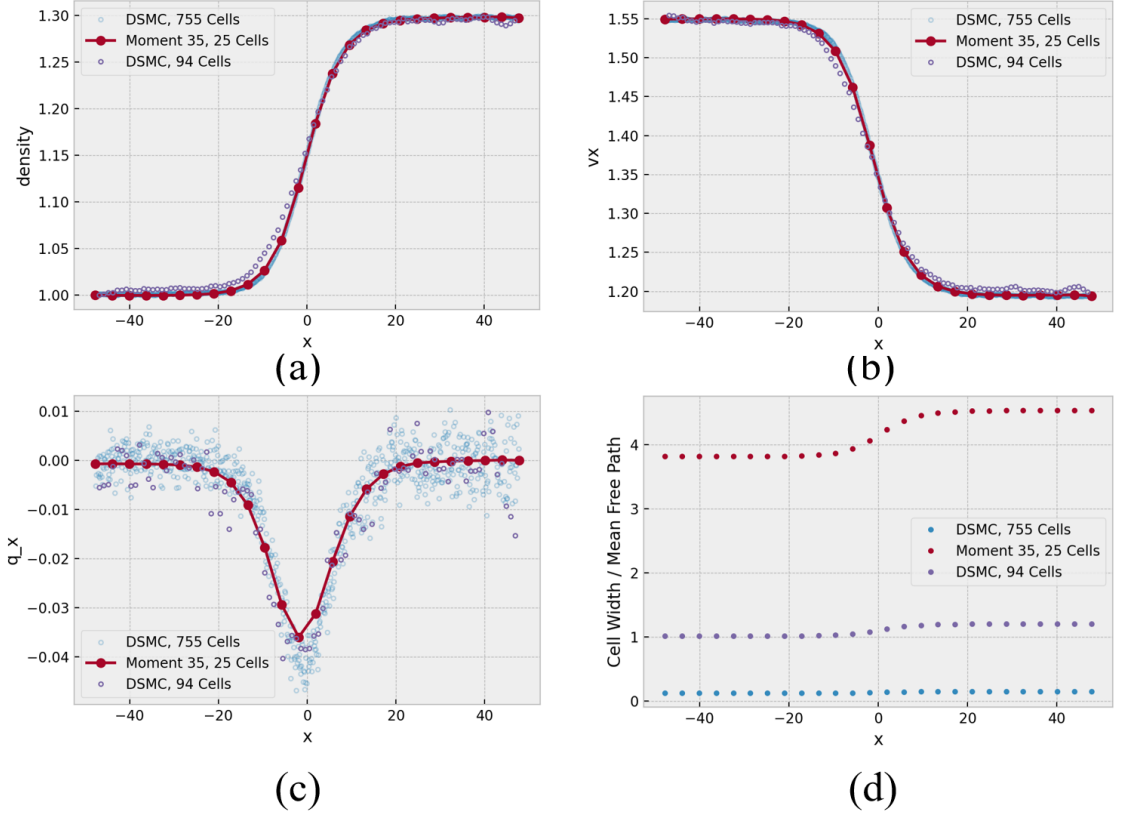 1.30
1.25
1.20
1.15
1.10
1.05
1.00
density
DSMC, 755 Cells
Moment 35, 25 Cells
DSMC, 94 Cells
−40
−20
0
20
40
x
(a)
1.55
1.50
1.45
1.40
1.35
1.30
1.25
1.20
vx
DSMC, 755 Cells
Moment 35, 25 Cells
DSMC, 94 Cells
−40
−20
0
20
40
x
(b)
0.01
0.00
−0.01
−0.02
−0.03
−0.04
q_x
DSMC, 755 Cells
Moment 35, 25 Cells
DSMC, 94 Cells
−40
−20
0
20
40
x
(c)
4
3
2
1
0
Cell Width / Mean Free Path
DSMC, 755 Cells
Moment 35, 25 Cells
DSMC, 94 Cells
−40
−20
0
20
40
x
(d)